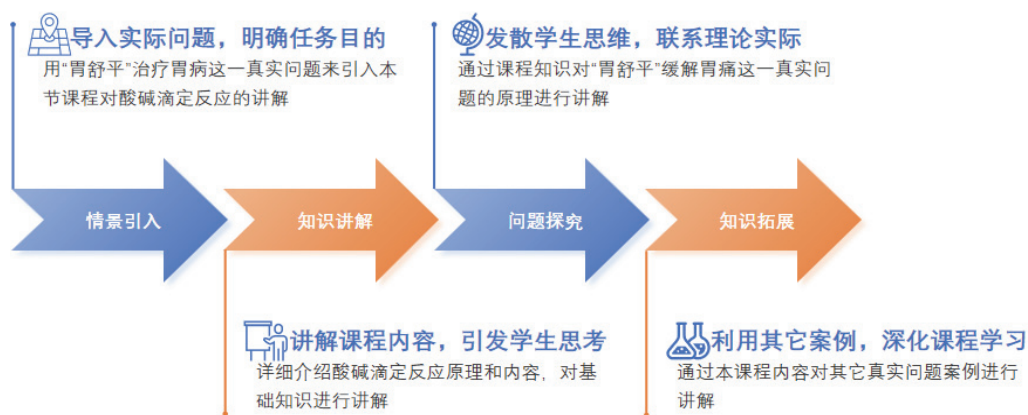 导入实际问题，明确任务目的
用“胃舒平”治疗胃病这一真实问题来引入本
节课程对酸碱滴定反应的讲解
发散学生思维，联系理论实际
通过课程知识对“胃舒平”缓解胃痛这一真实问
题的原理进行讲解
情景引入
知识讲解
问题探究
知识拓展
讲解课程内容，引发学生思考
详细介绍酸碱滴定反应原理和内容，对基
础知识进行讲解
利用其它案例，深化课程学习
通过本课程内容对其它真实问题案例进行
讲解